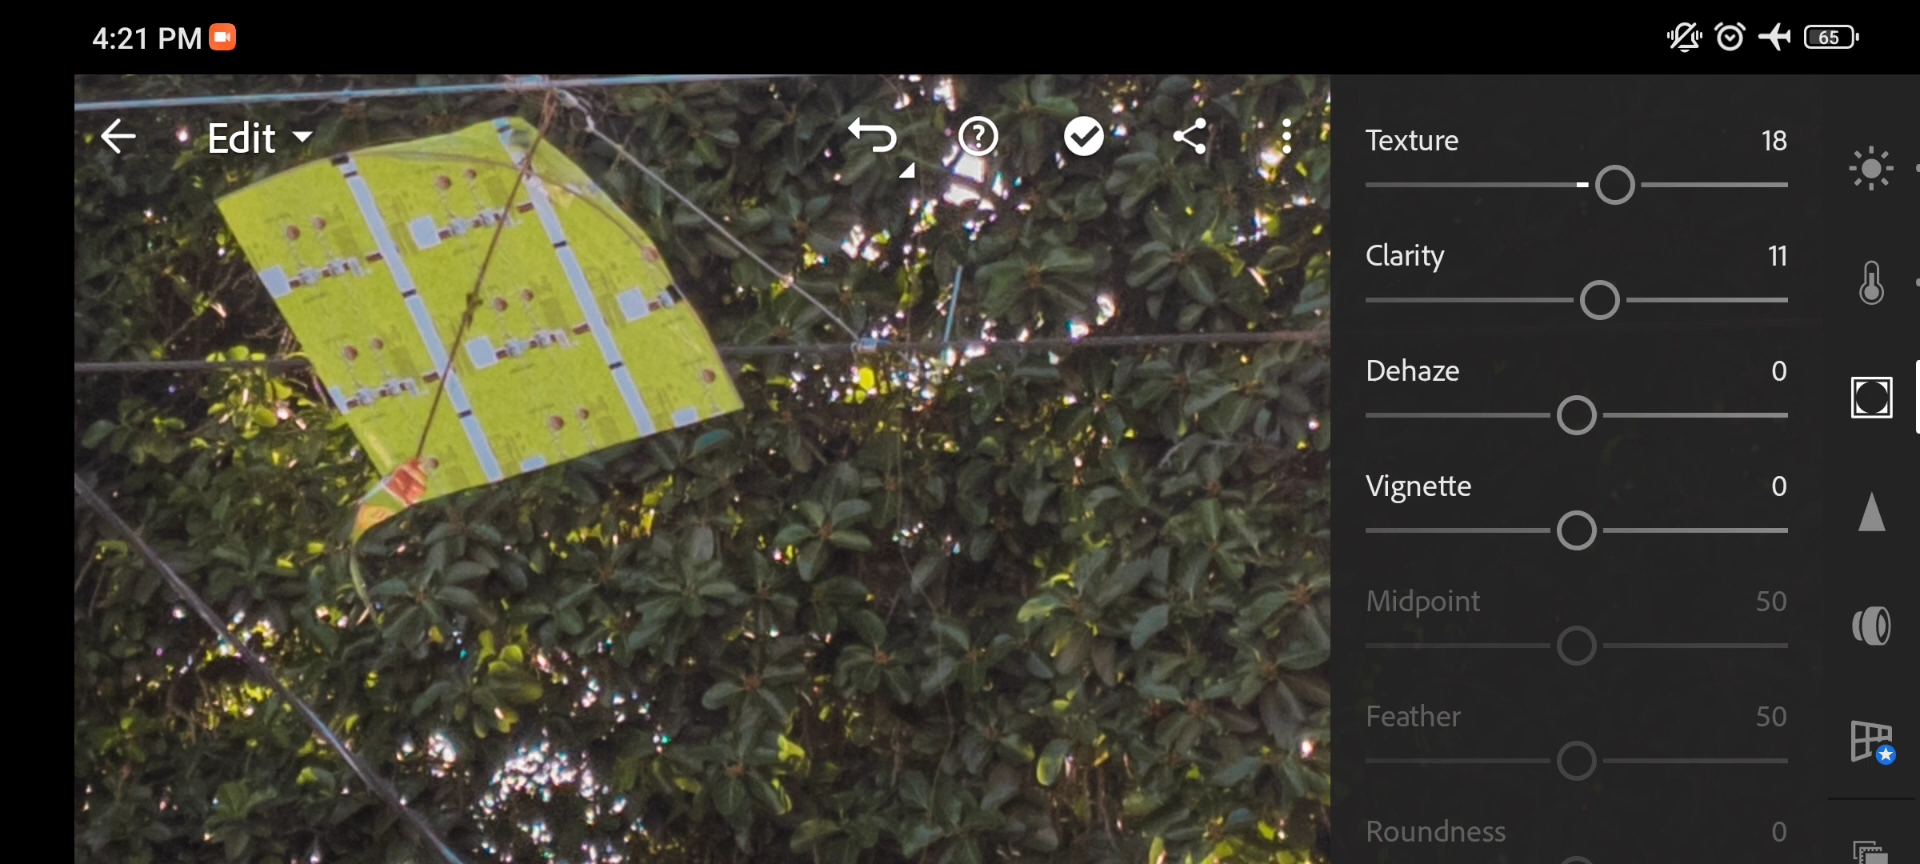 4:21 PM
65
Edit
Texture 18
Clarity 11
Dehaze 0
Vignette 0
Midpoint 50
Feather 50
Roundness 0